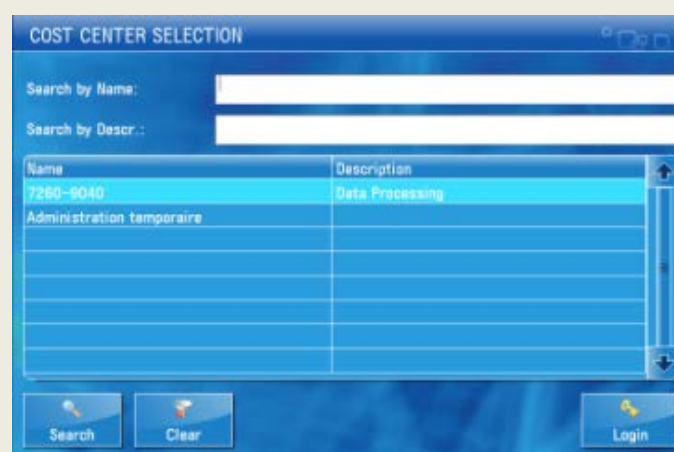 COST CENTER SELECTION
Search by Name:
Search by Descr.:
Name Description
7260-9040 Data Processing
Administration temporaire
Search Clear Login